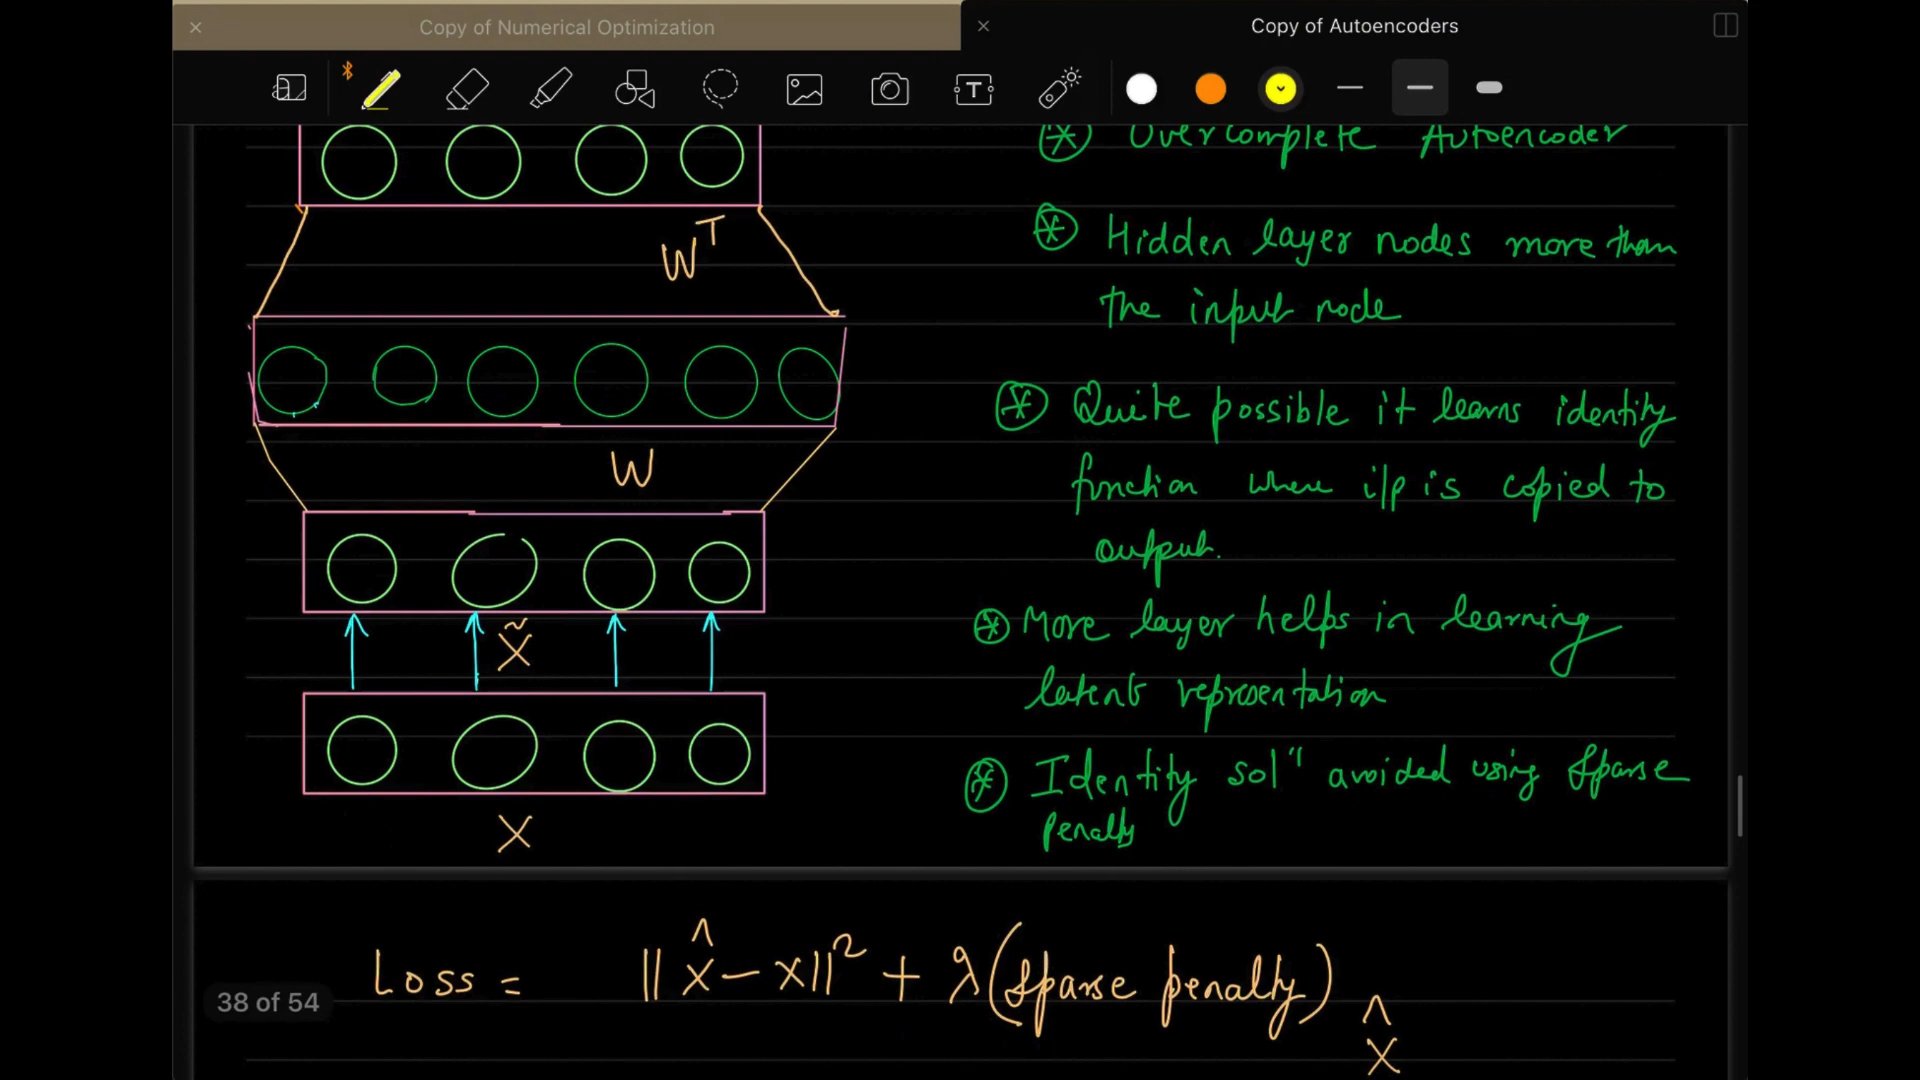 Copy of Numerical Optimization
Copy of Autoencoders
Overcomplete Autoencoder
W^T
Hidden layer nodes more than
the input node
Quite possible it learns identity
function where i/p is copied to
output.
W
More layer helps in learning
latent representation
X̃
Identity sol" avoided using sparse
penalty
X
Loss = || x̂ - x ||² + λ (sparse penalty)
x̂
38 of 54